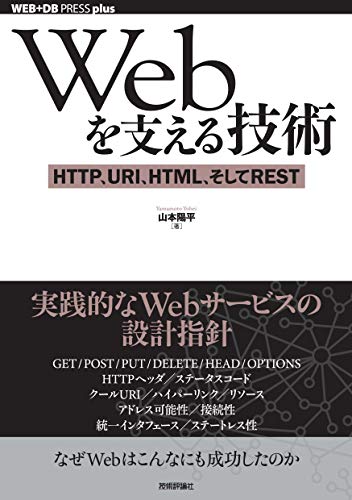 WEB+DB PRESS plus
Web
を支える技術
HTTP、URI、HTML、そしてREST
Yamamoto Yohei
山本陽平
[著]
実践的なWebサービスの
設計指針
GET/POST/PUT/DELETE/HEAD/OPTIONS
HTTPヘッダ/ステータスコード
クールURI/ハイパーリンク/リソース
アドレス可能性/接続性
統一インタフェース/ステートレス性
なぜWebはこんなにも成功したのか
技術評論社